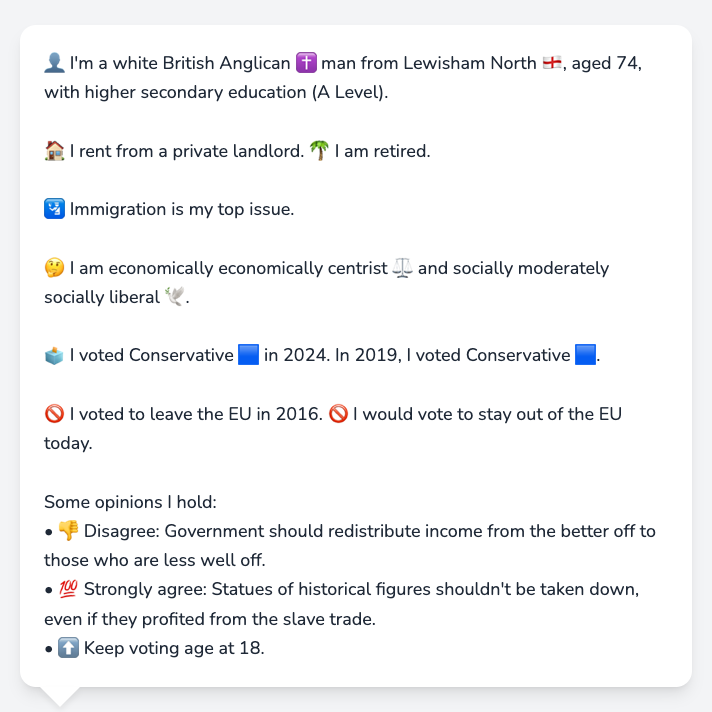 👤 I'm a white British Anglican ✝️ man from Lewisham North 🏴󠁧󠁢󠁥󠁮󠁧󠁿, aged 74,
with higher secondary education (A Level).
🏠 I rent from a private landlord. 🌴 I am retired.
🛂 Immigration is my top issue.
🤔 I am economically economically centrist ⚖️ and socially moderately
socially liberal 🕊️.
🗳️ I voted Conservative 🟦 in 2024. In 2019, I voted Conservative 🟦.
🚫 I voted to leave the EU in 2016. 🚫 I would vote to stay out of the EU
today.
Some opinions I hold:
• 👎 Disagree: Government should redistribute income from the better off to
those who are less well off.
• 💯 Strongly agree: Statues of historical figures shouldn't be taken down,
even if they profited from the slave trade.
• ⬆️ Keep voting age at 18.